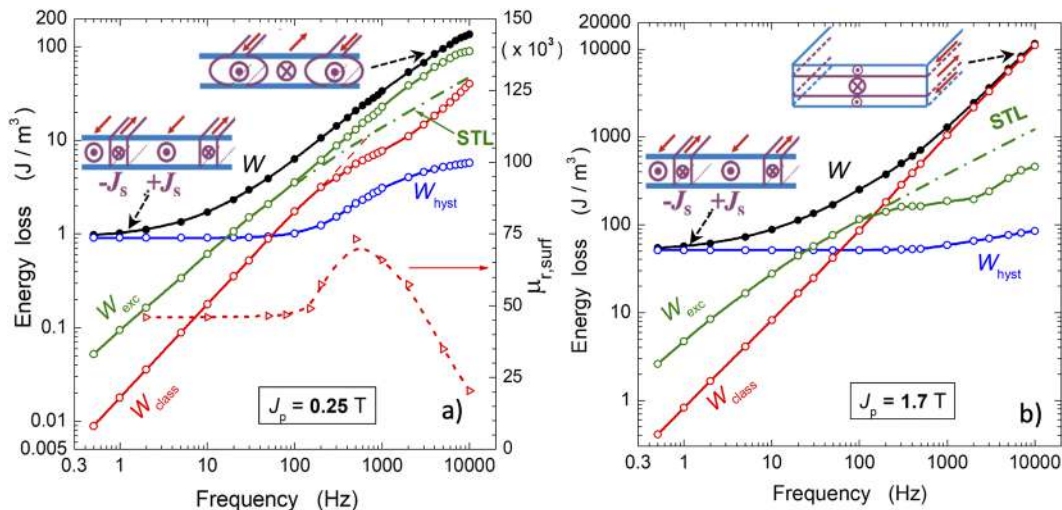 200
100
10
1
0.1
0.01
0.005
Energy loss (J / m³)
0.3 1 10 100 1000 10000
Frequency (Hz)
150
( x 10³)
125
100
75
50
25
0
μr,surf
STL
W
-Js +Js
Whyst
Wexc
Wclass
Jp = 0.25 T
a)
20000
10000
1000
100
10
1
Energy loss (J / m³)
0.3 1 10 100 1000 10000
Frequency (Hz)
STL
W
-Js +Js
Whyst
Wexc
Wclass
Jp = 1.7 T
b)